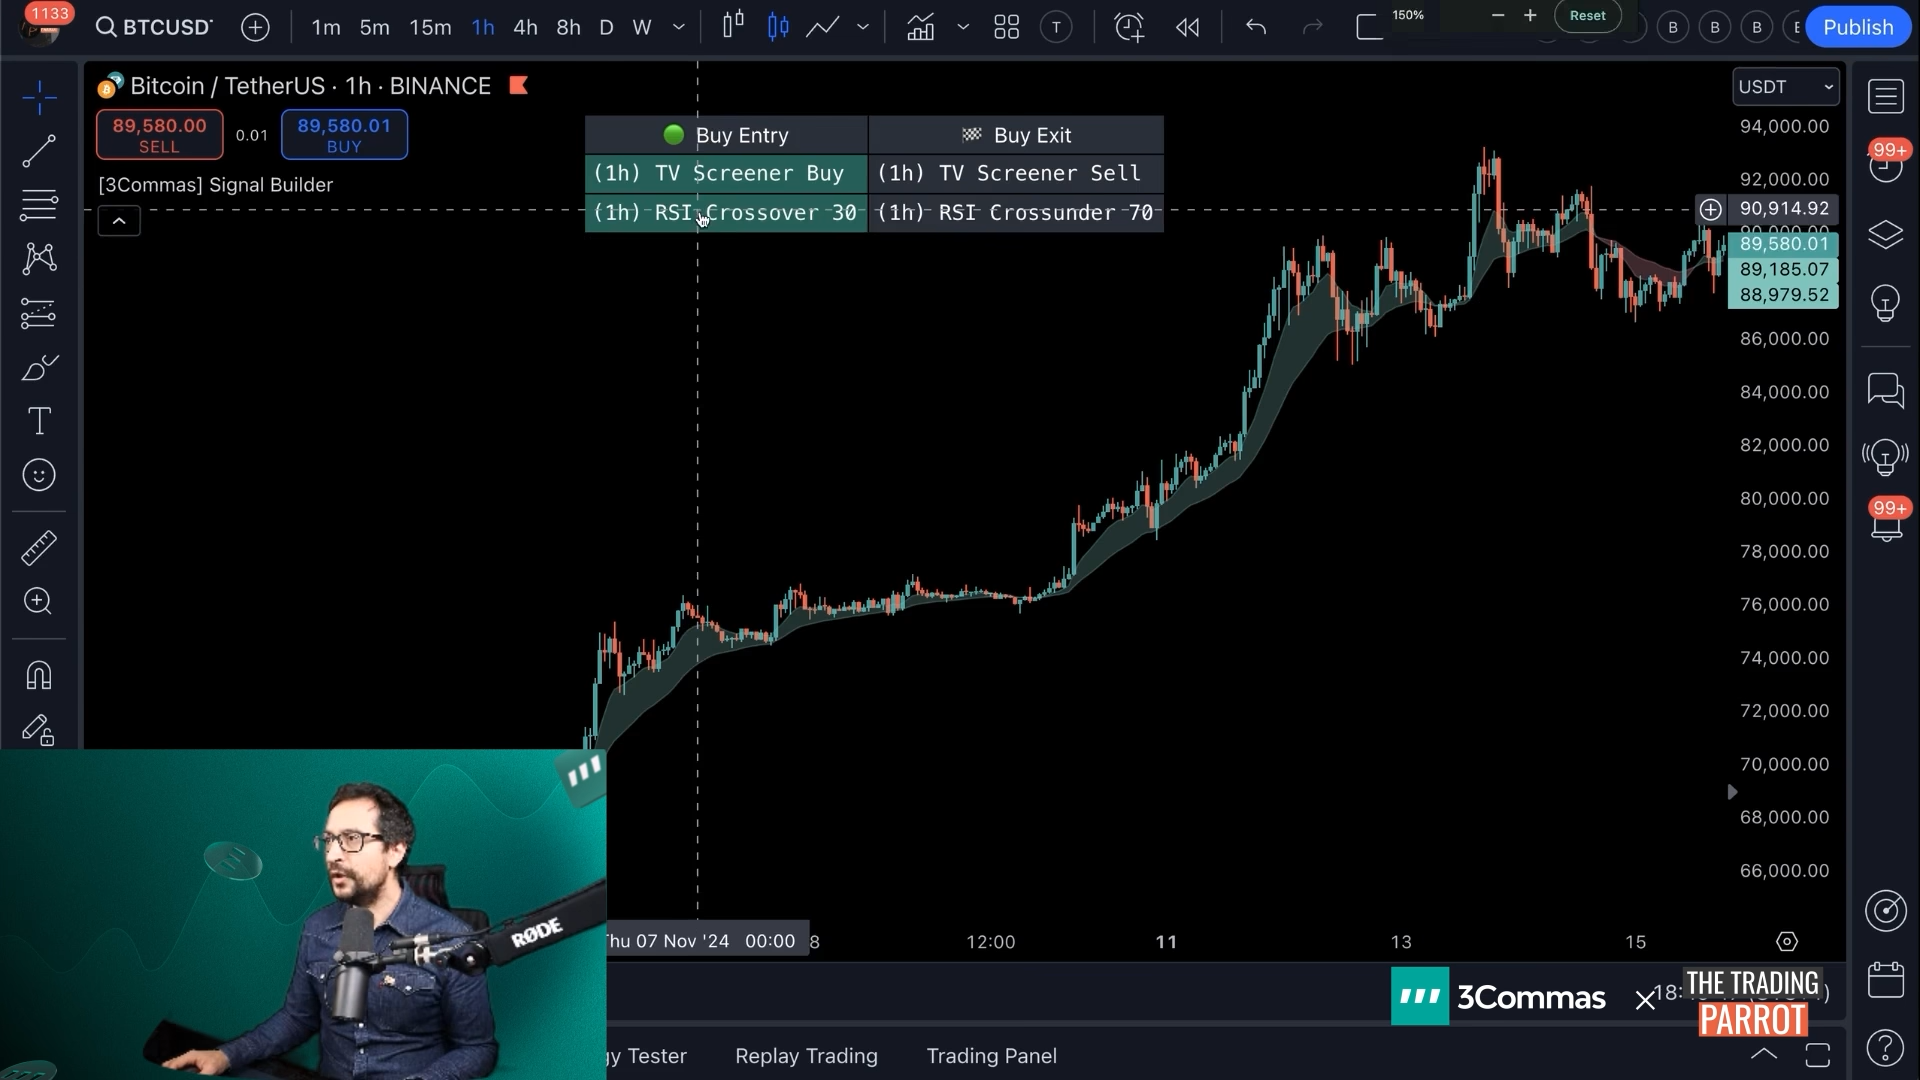 1133
BTCUSD
1m 5m 15m 1h 4h 8h D W
T
150%
Reset
B B B
Publish
Bitcoin / TetherUS · 1h · BINANCE
USDT
89,580.00
SELL
0.01
89,580.01
BUY
[3Commas] Signal Builder
Buy Entry
Buy Exit
(1h) TV Screener Buy
(1h) TV Screener Sell
(1h) RSI Crossover 30
(1h) RSI Crossunder 70
94,000.00
92,000.00
90,914.92
89,580.01
89,185.07
88,979.52
86,000.00
84,000.00
82,000.00
80,000.00
78,000.00
76,000.00
74,000.00
72,000.00
70,000.00
68,000.00
66,000.00
99+
99+
RØDE
Thu 07 Nov '24 00:00
8
12:00
11
13
15
3Commas
THE TRADING
PARROT
gy Tester
Replay Trading
Trading Panel